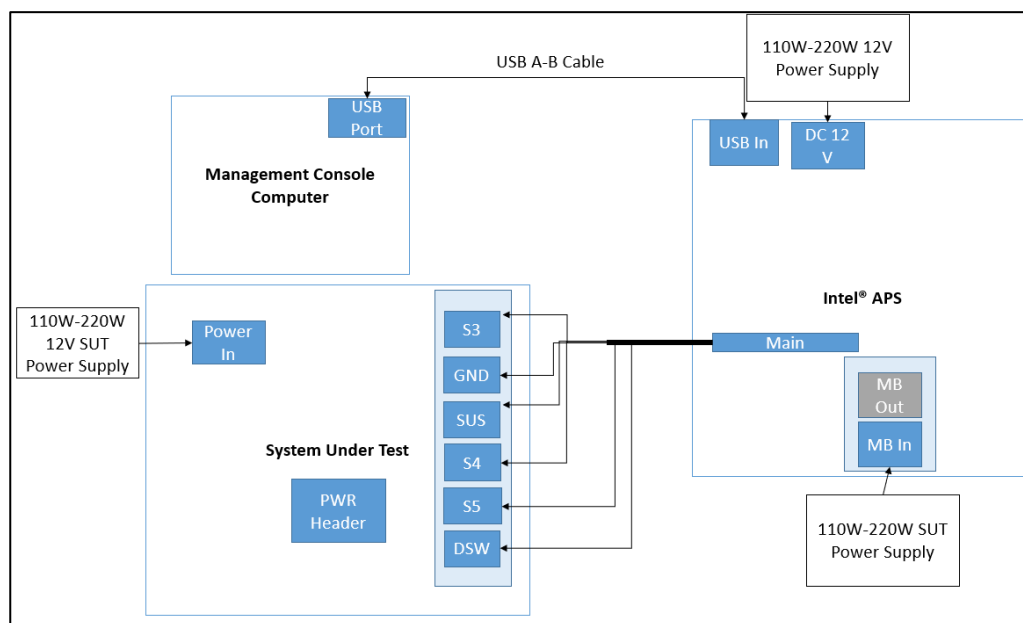 110W-220W 12V
Power Supply
USB A-B Cable
USB
Port
USB In
DC 12
V
Management Console
Computer
Intel® APS
110W-220W
12V SUT
Power Supply
Power
In
S3
GND
SUS
S4
S5
DSW
Main
MB
Out
MB In
System Under Test
PWR
Header
110W-220W SUT
Power Supply